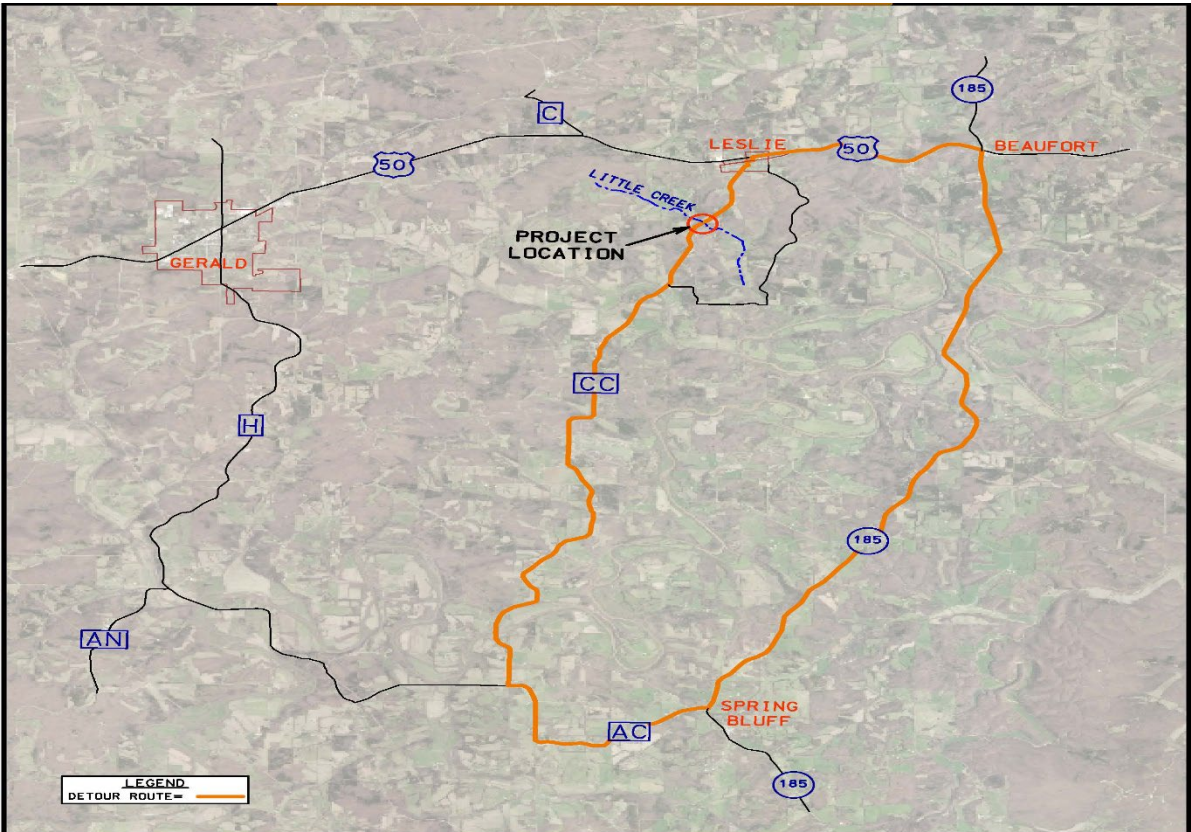 185
C
LESLIE
50
BEAUFORT
50
LITTLE CREEK
PROJECT
LOCATION
GERALD
CC
H
185
AN
SPRING
BLUFF
AC
LEGEND
DETOUR ROUTE=
185